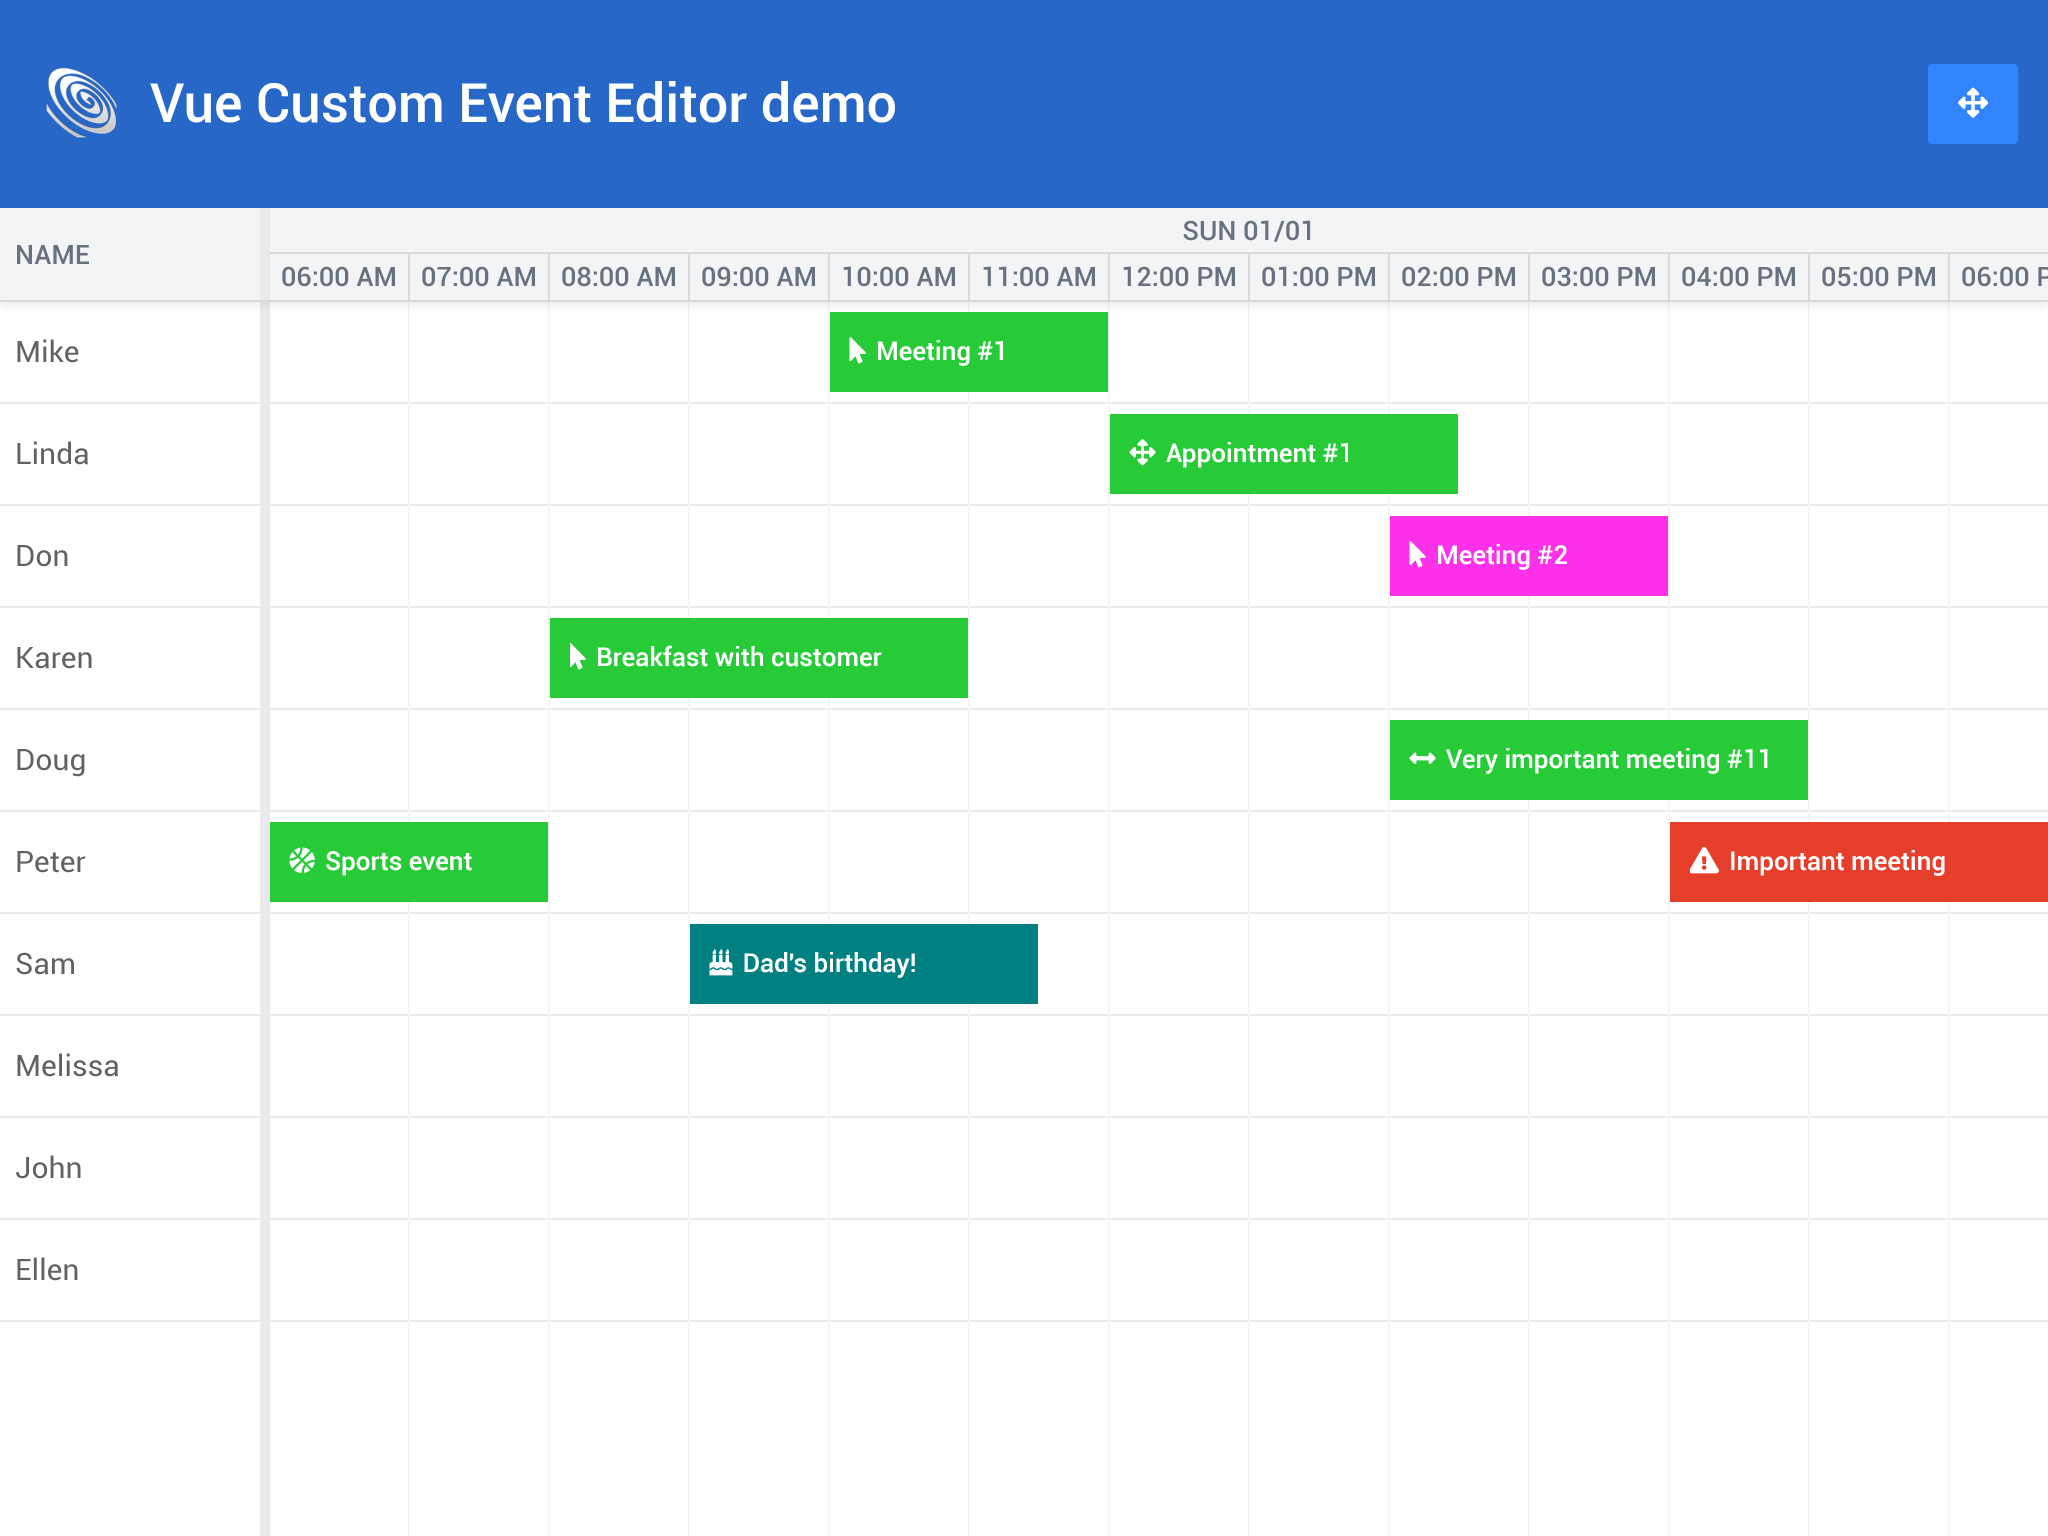 Vue Custom Event Editor demo
NAME
SUN 01/01
06:00 AM 07:00 AM 08:00 AM 09:00 AM 10:00 AM 11:00 AM 12:00 PM 01:00 PM 02:00 PM 03:00 PM 04:00 PM 05:00 PM 06:00 P
Mike Meeting #1
Linda Appointment #1
Don Meeting #2
Karen Breakfast with customer
Doug Very important meeting #11
Peter Sports event Important meeting
Sam Dad's birthday!
Melissa
John
Ellen